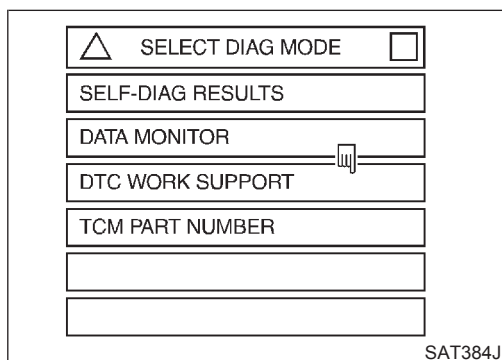 SELECT DIAG MODE
SELF-DIAG RESULTS
DATA MONITOR
DTC WORK SUPPORT
TCM PART NUMBER
SAT384J